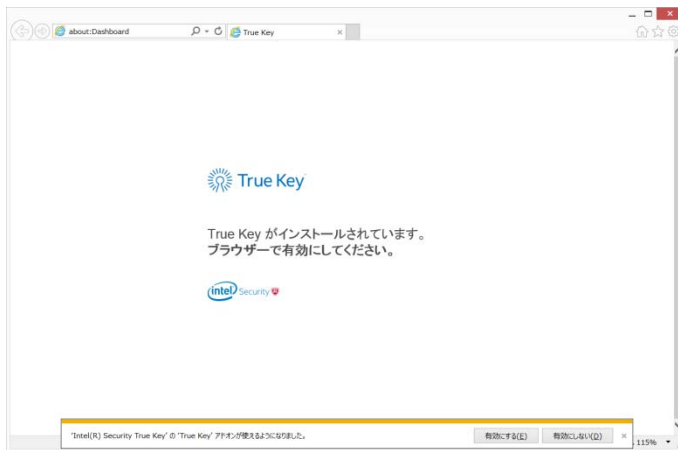 about:Dashboard
True Key
True Key
True Key がインストールされています。
ブラウザーで有効にしてください。
intel Security
'Intel(R) Security True Key' の 'True Key' アドオンが使えるようになりました。
有効にする(E)
有効にしない(D)
115%